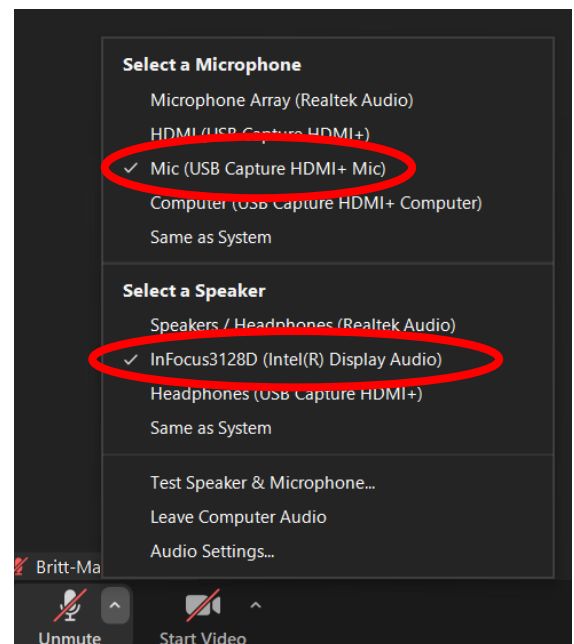 Select a Microphone
Microphone Array (Realtek Audio)
HDMI (USB Capture HDMI+)
Mic (USB Capture HDMI+ Mic)
Computer (USB Capture HDMI+ Computer)
Same as System
Select a Speaker
Speakers / Headphones (Realtek Audio)
InFocus3128D (Intel(R) Display Audio)
Headphones (USB Capture HDMI+)
Same as System
Test Speaker & Microphone...
Leave Computer Audio
Audio Settings...
Britt-Ma
Unmute Start Video